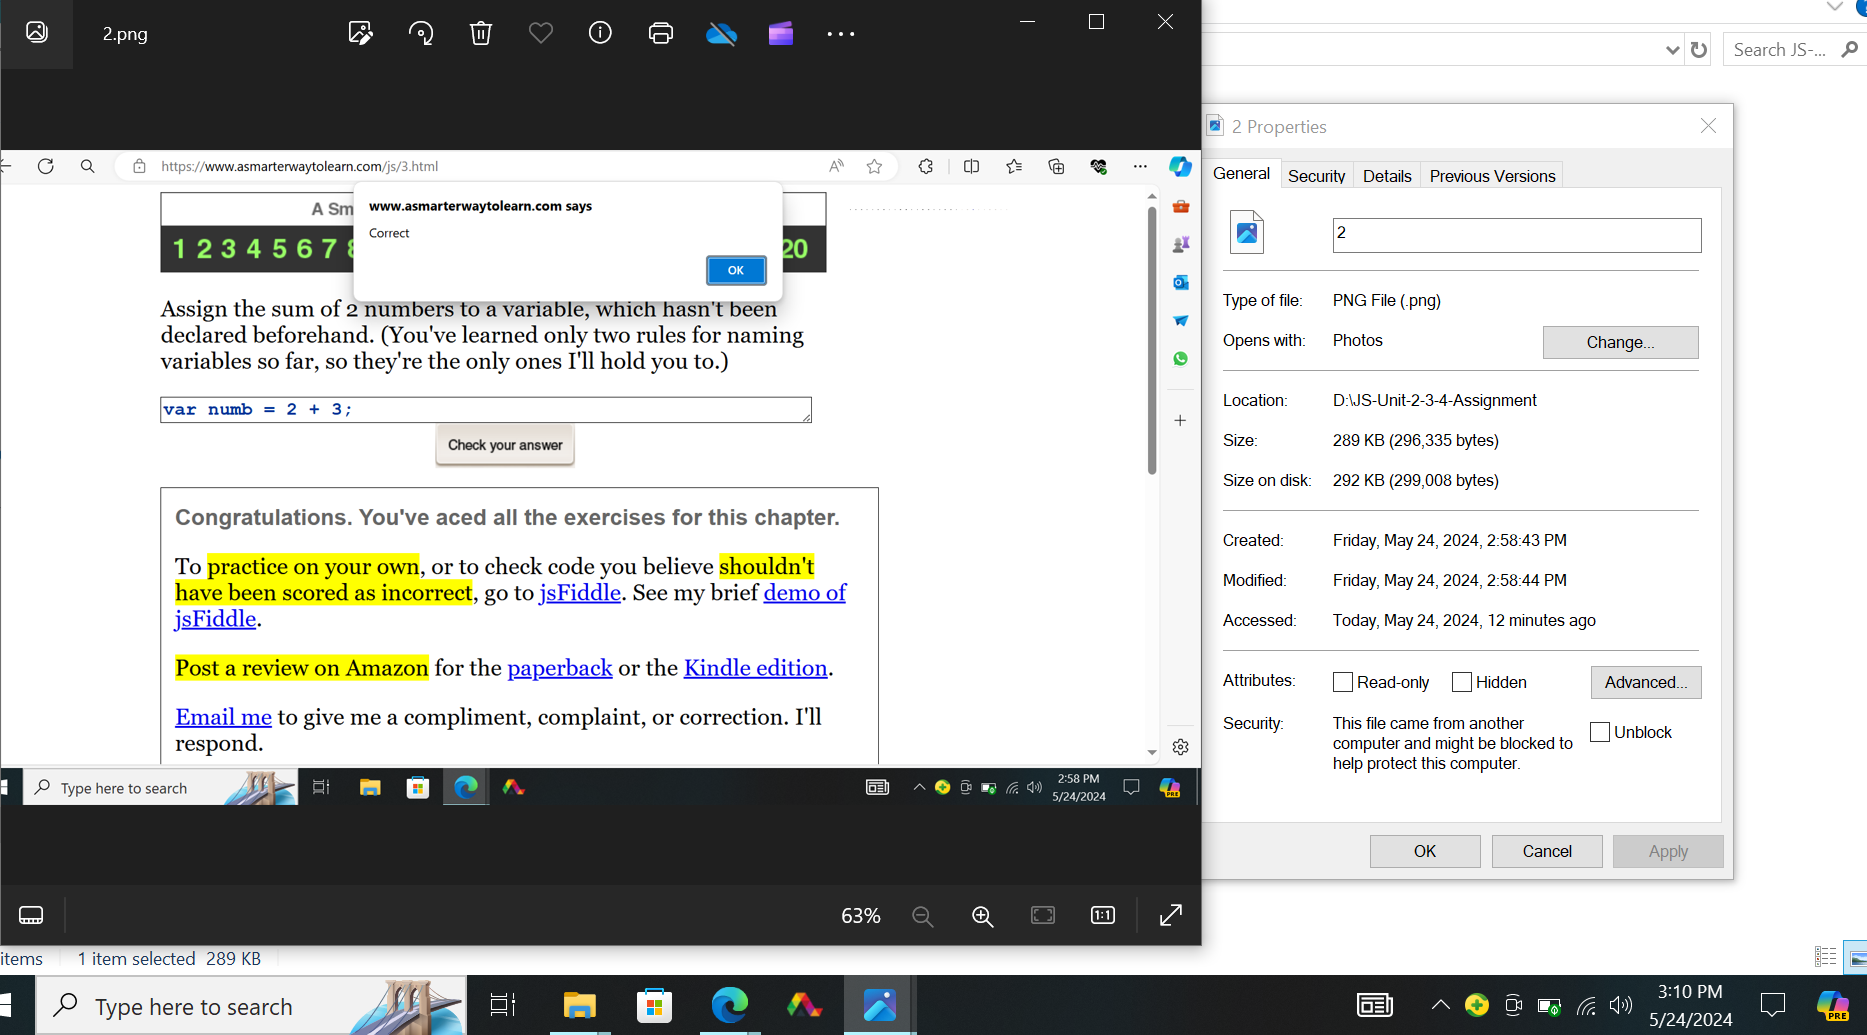 2.png
Search JS-...
https://www.asmarterwaytolearn.com/js/3.html
A Sm
1 2 3 4 5 6 7 8
20
www.asmarterwaytolearn.com says
Correct
OK
Assign the sum of 2 numbers to a variable, which hasn't been
declared beforehand. (You've learned only two rules for naming
variables so far, so they're the only ones I'll hold you to.)
var numb = 2 + 3;
Check your answer
Congratulations. You've aced all the exercises for this chapter.
To practice on your own, or to check code you believe shouldn't
have been scored as incorrect, go to jsFiddle. See my brief demo of
jsFiddle.
Post a review on Amazon for the paperback or the Kindle edition.
Email me to give me a compliment, complaint, or correction. I'll
respond.
Type here to search
2:58 PM
5/24/2024
PRE
63%
1:1
2 Properties
General Security Details Previous Versions
2
Type of file: PNG File (.png)
Opens with: Photos Change...
Location: D:\JS-Unit-2-3-4-Assignment
Size: 289 KB (296,335 bytes)
Size on disk: 292 KB (299,008 bytes)
Created: Friday, May 24, 2024, 2:58:43 PM
Modified: Friday, May 24, 2024, 2:58:44 PM
Accessed: Today, May 24, 2024, 12 minutes ago
Attributes: Read-only Hidden Advanced...
Security: This file came from another
computer and might be blocked to
help protect this computer.
Unblock
OK Cancel Apply
items 1 item selected 289 KB
Type here to search
3:10 PM
5/24/2024
PRE